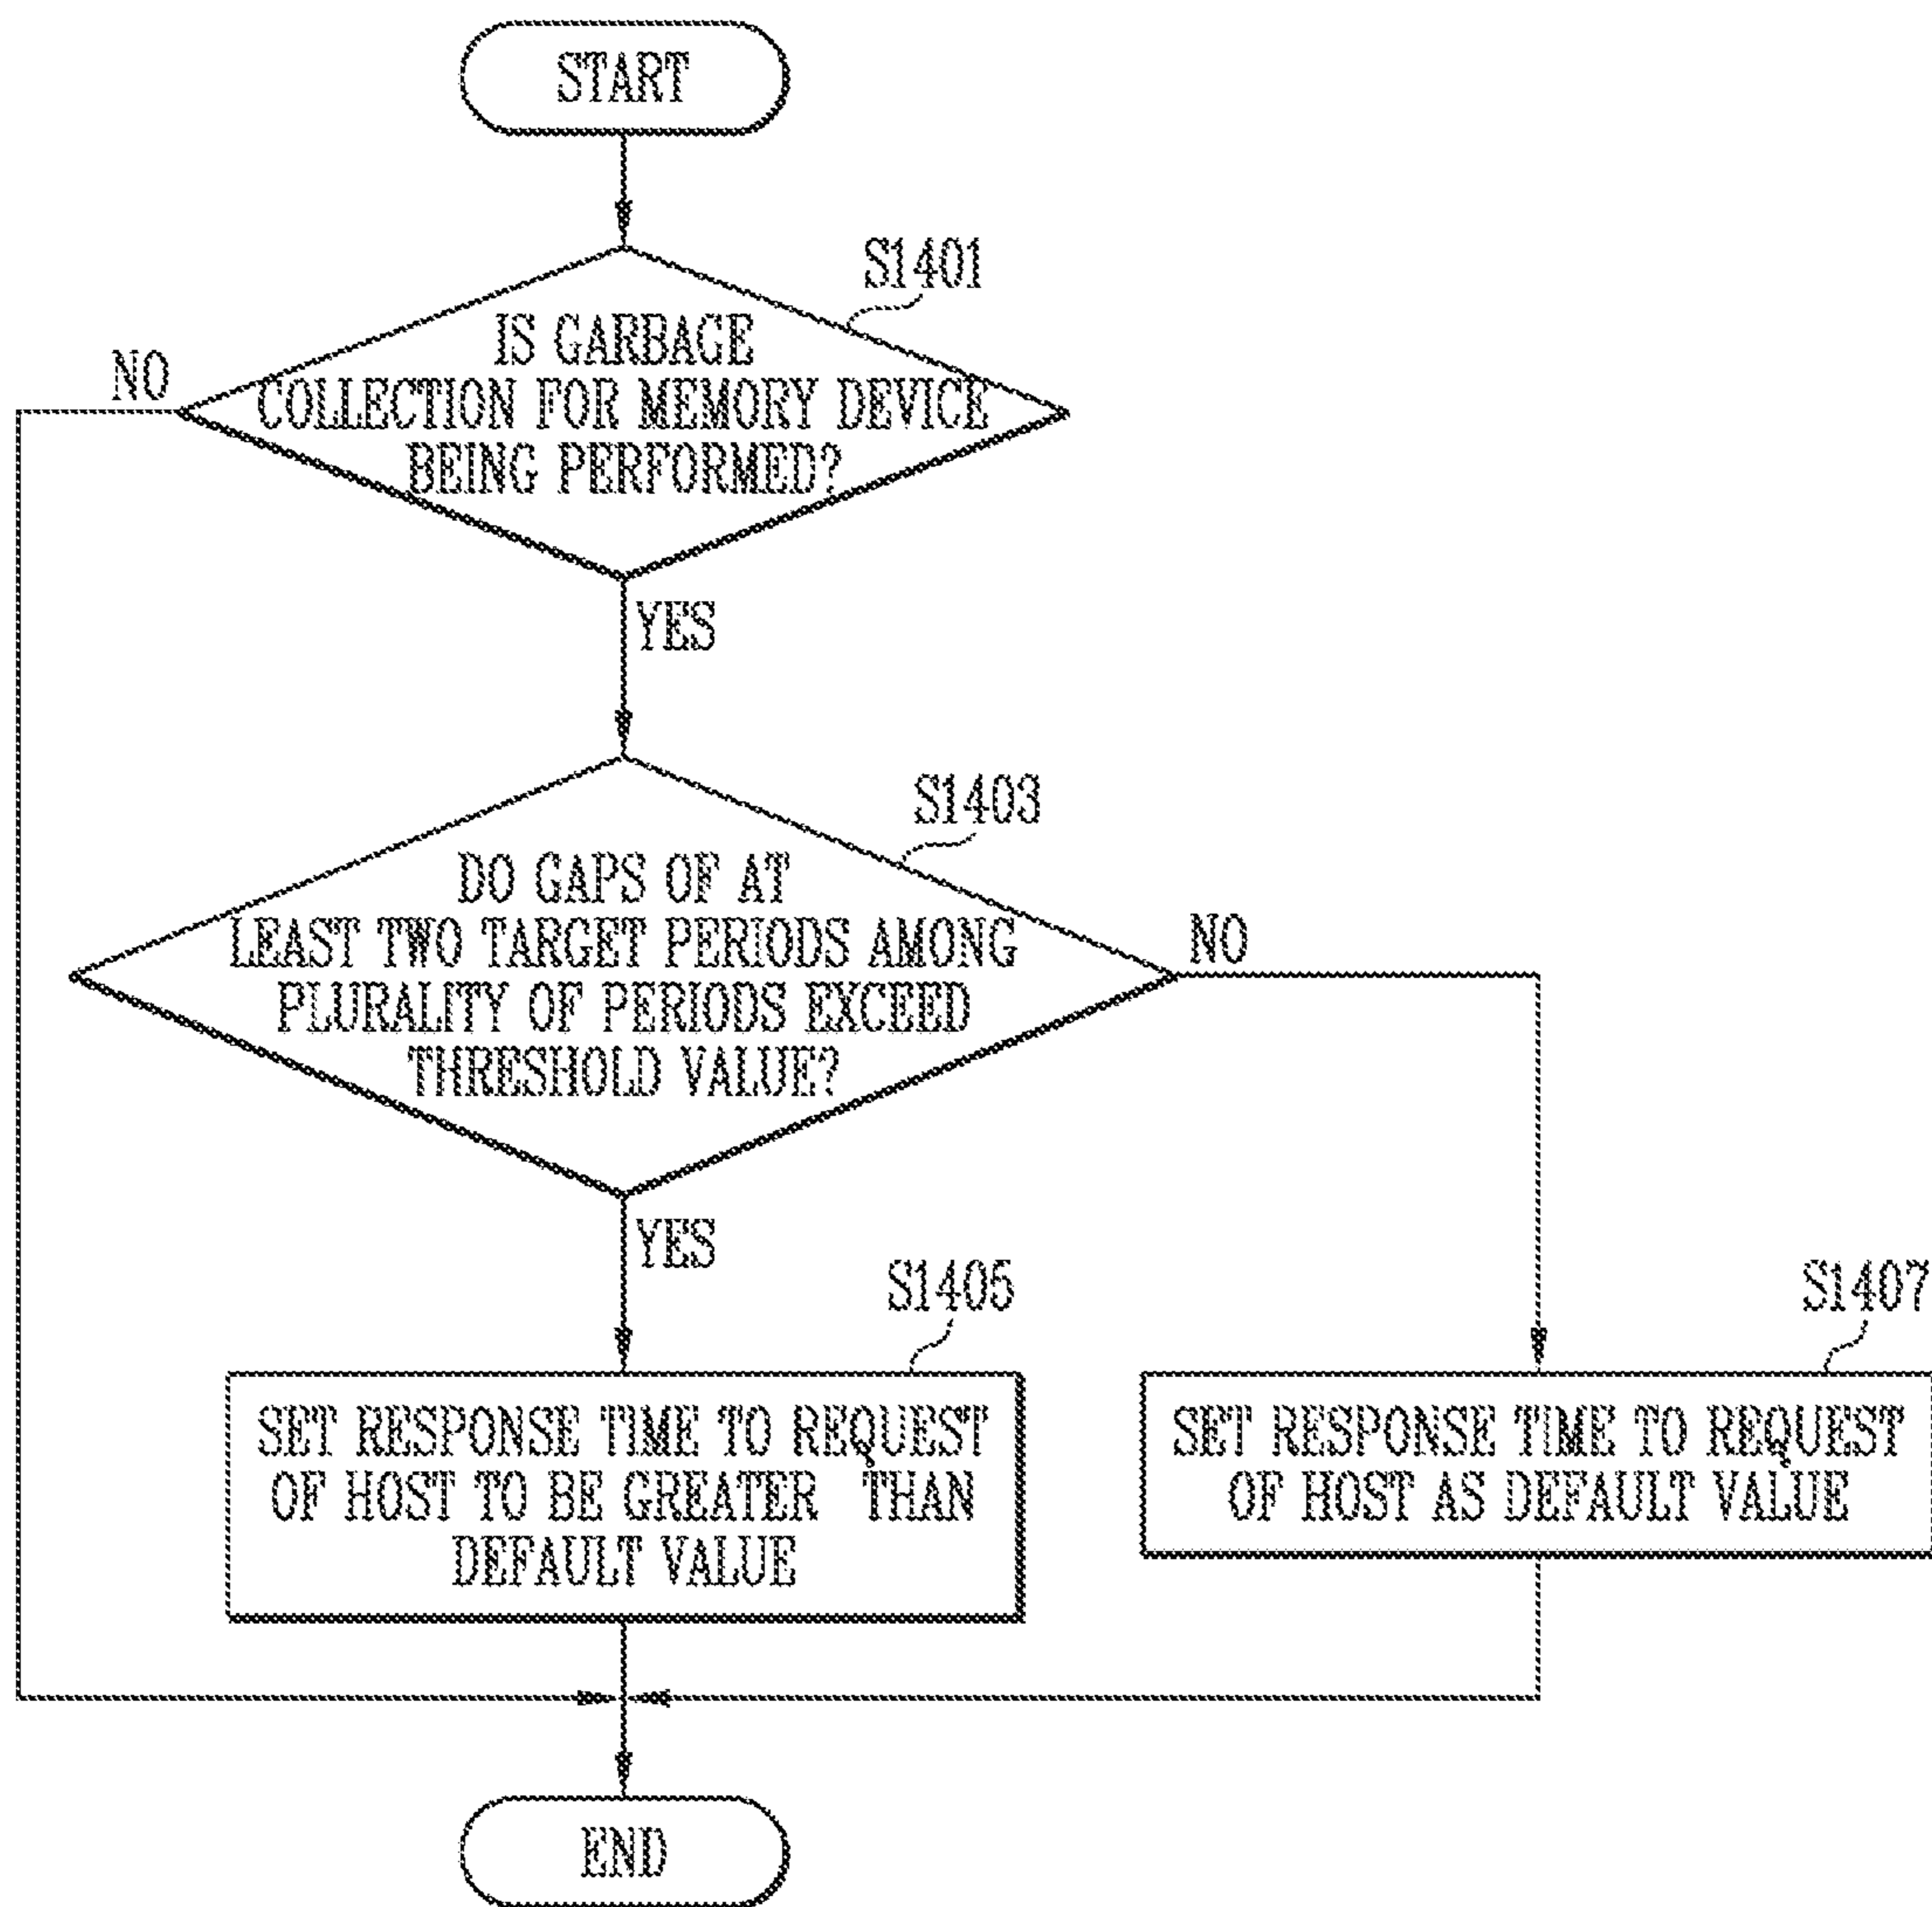 START
S1401
IS GARBAGE
COLLECTION FOR MEMORY DEVICE
BEING PERFORMED?
NO
YES
S1403
DO GAPS OF AT
LEAST TWO TARGET PERIODS AMONG
PLURALITY OF PERIODS EXCEED
THRESHOLD VALUE?
NO
YES
S1405
SET RESPONSE TIME TO REQUEST
OF HOST TO BE GREATER THAN
DEFAULT VALUE
S1407
SET RESPONSE TIME TO REQUEST
OF HOST AS DEFAULT VALUE
END